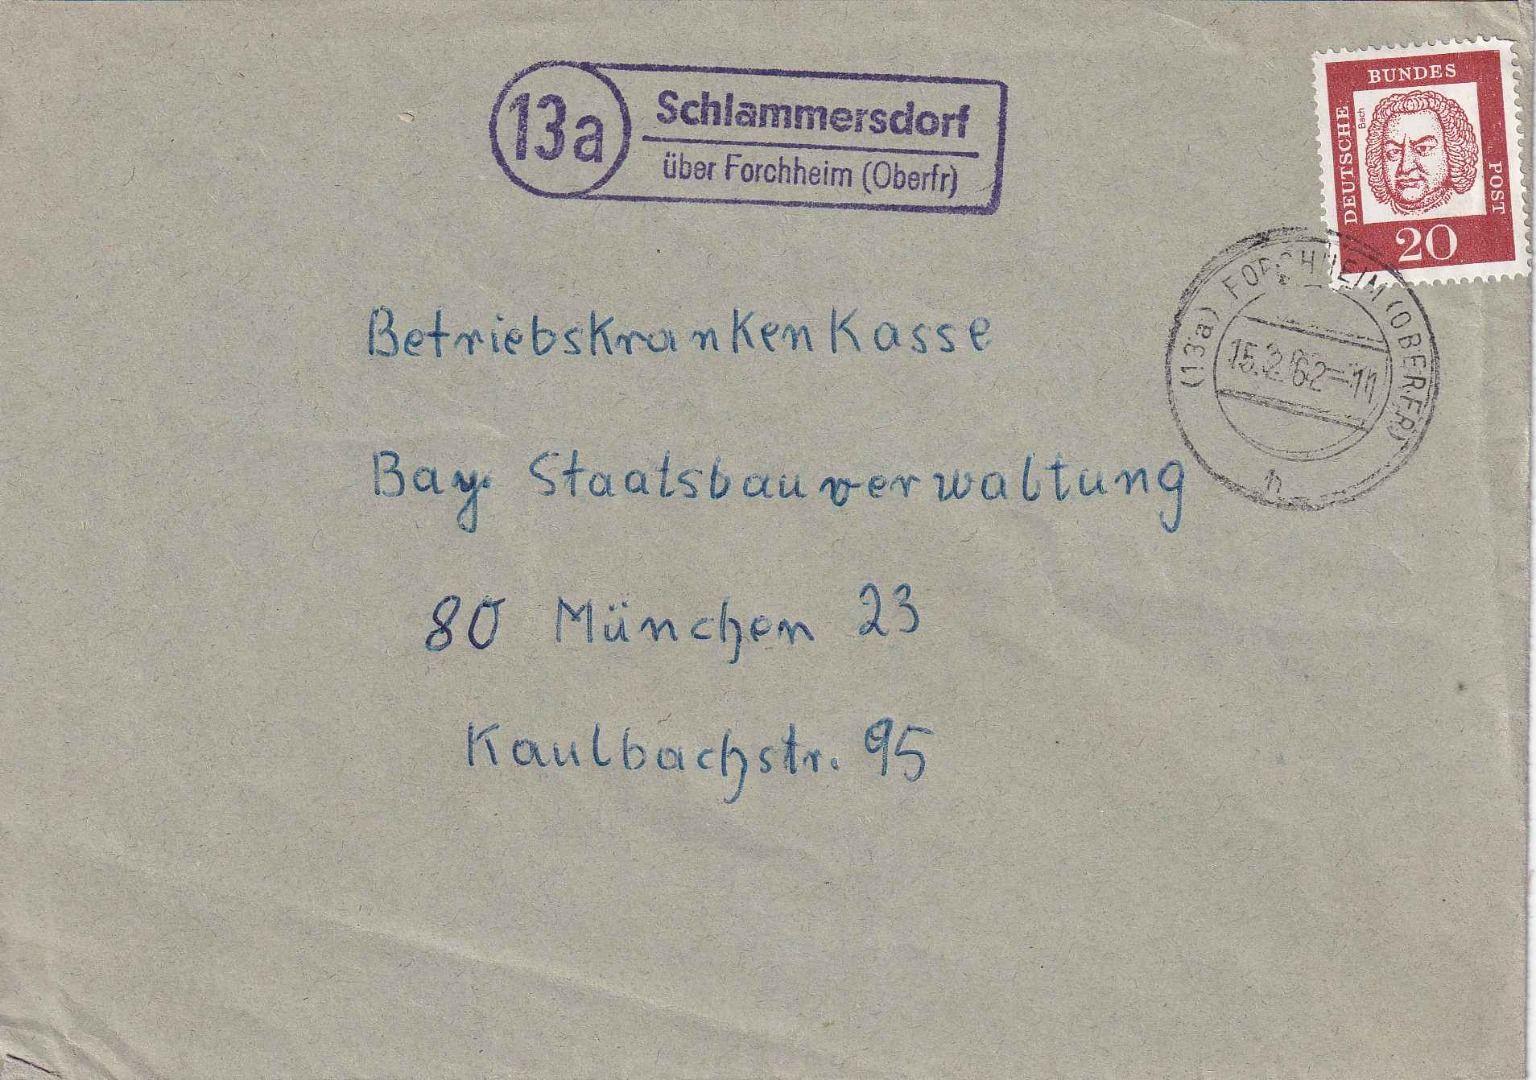 13a
Schlammersdorf
über Forchheim (Oberfr)
DEUTSCHE
BUNDES
POST
Bach
20
(13a) FORCHHEIM (OBERFR)
15.2.62-11
h
Betriebskrankenkasse
Bay. Staatsbauverwaltung
80 München 23
Kaulbachstr. 95